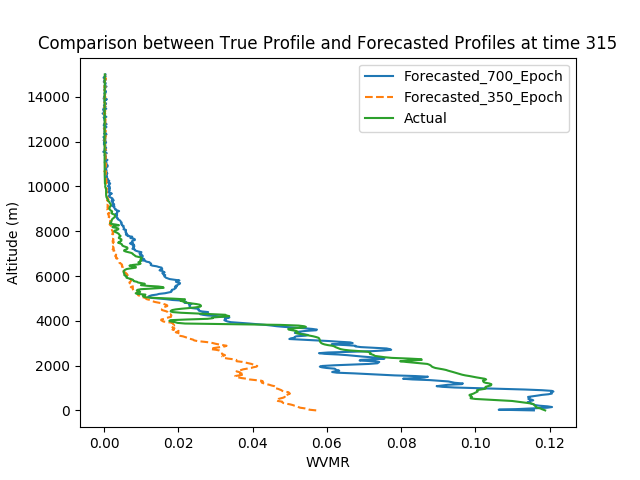 Comparison between True Profile and Forecasted Profiles at time 315
Forecasted_700_Epoch
Forecasted_350_Epoch
Actual
Altitude (m)
14000
12000
10000
8000
6000
4000
2000
0
0.00 0.02 0.04 0.06 0.08 0.10 0.12
WVMR